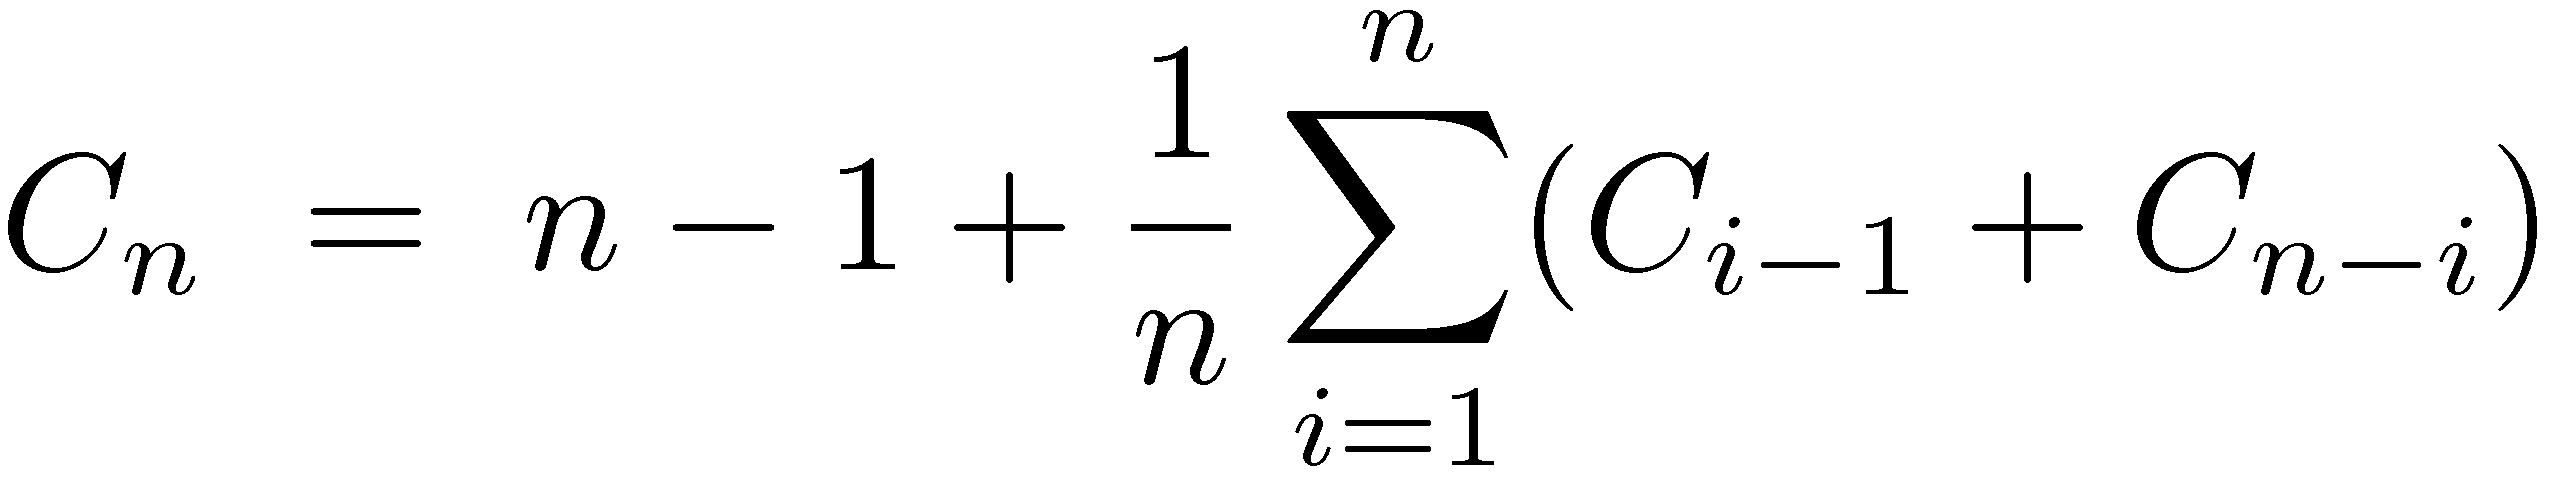 C_n = n - 1 + \frac{1}{n} \sum_{i=1}^{n} (C_{i-1} + C_{n-i})